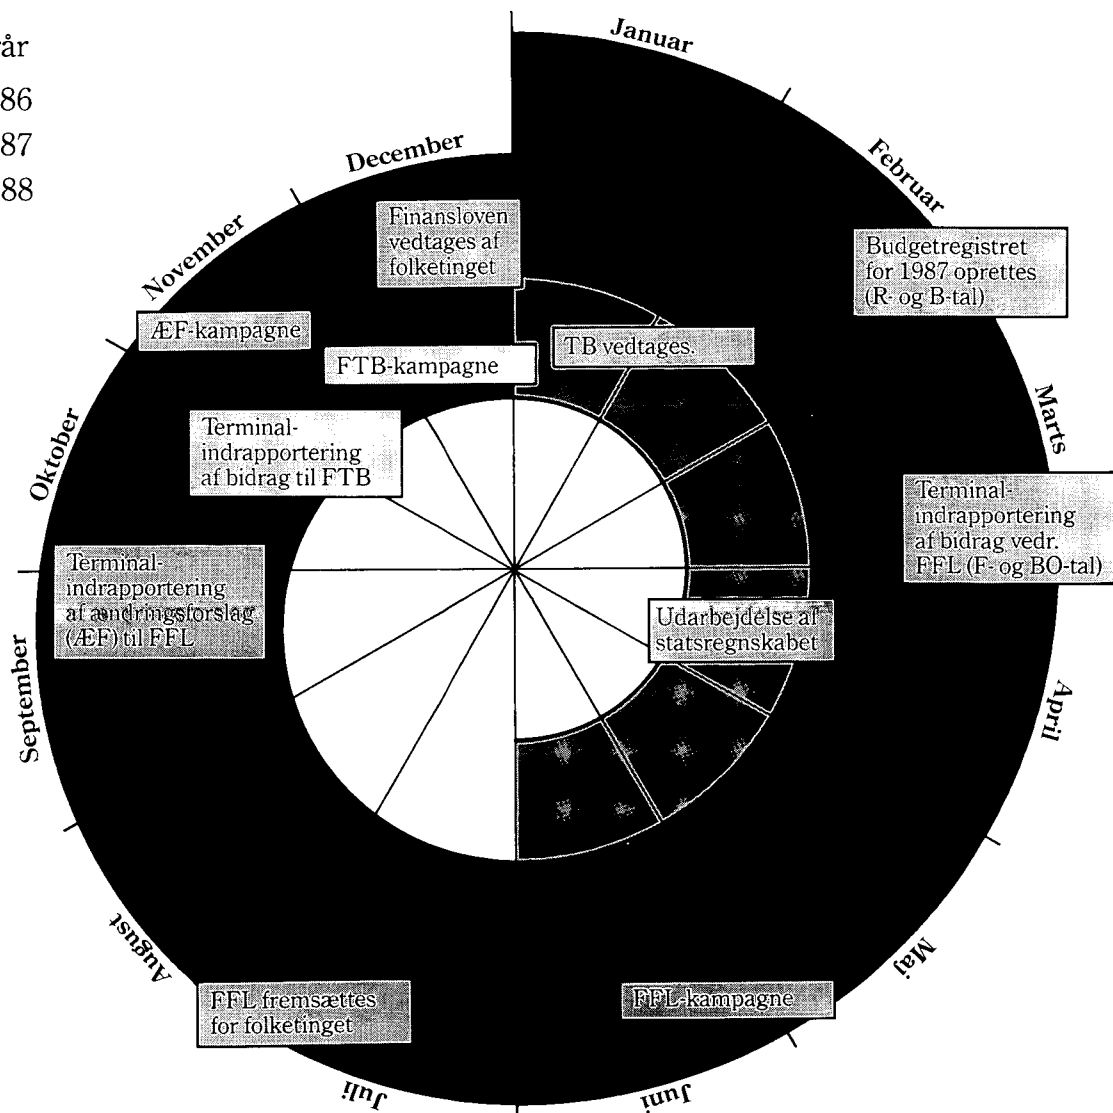 år
86
87
88
Januar
Februar
Marts
April
Maj
Juni
Juli
August
September
Oktober
November
December
Finansloven
vedtages af
folketinget
Budgetregistret
for 1987 oprettes
(R- og B-tal)
ÆF-kampagne
TB vedtages.
FTB-kampagne
Terminal-
indrapportering
af bidrag til FTB
Terminal-
indrapportering
af bidrag vedr.
FFL (F- og BO-tal)
Terminal-
indrapportering
af ændringsforslag
(ÆF) til FFL
Udarbejdelse af
statsregnskabet
FFL fremsættes
for folketinget
FFL-kampagne